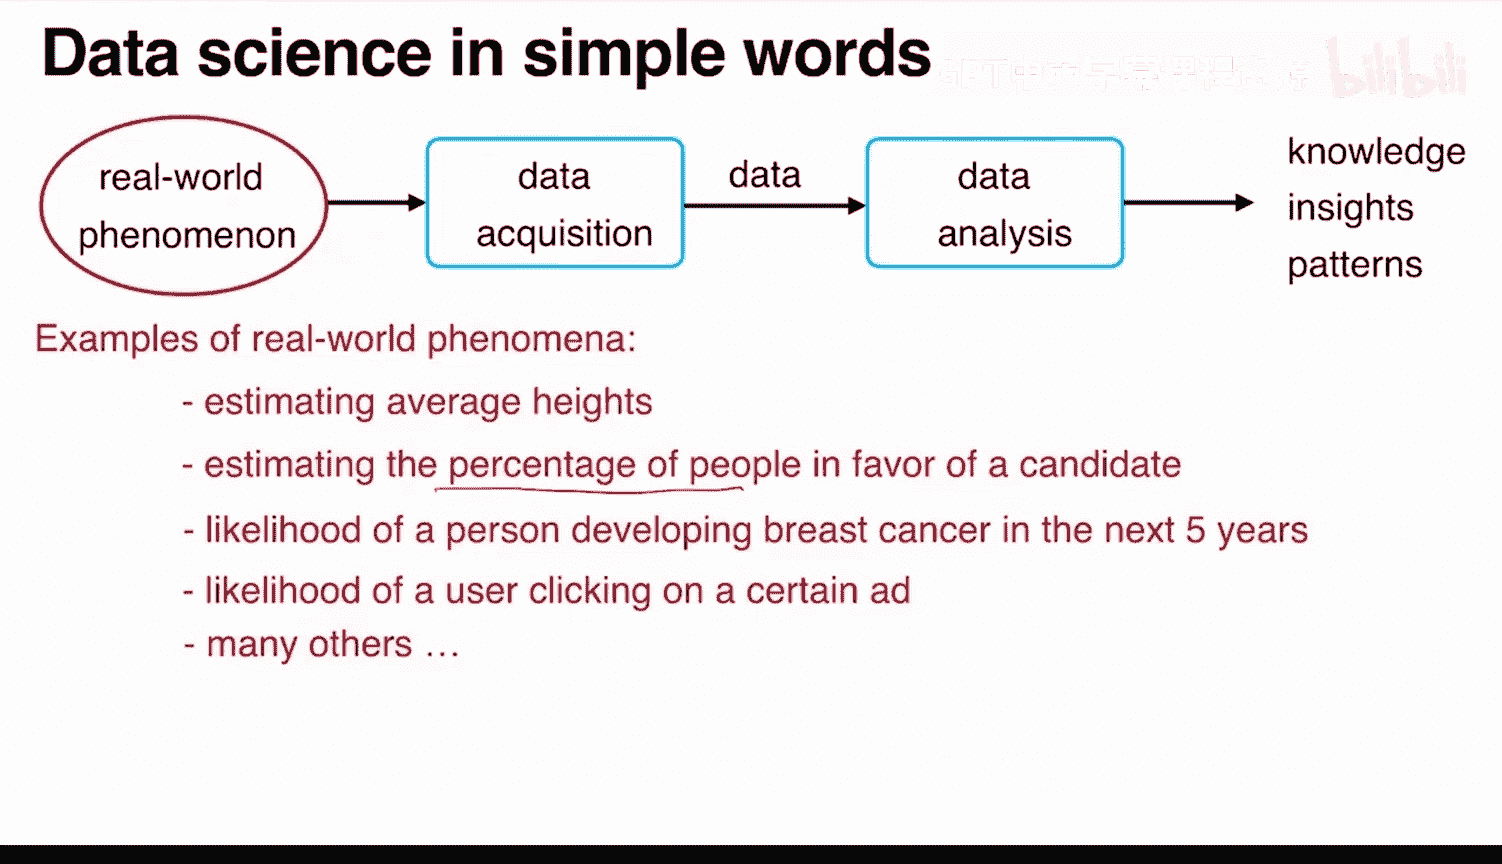 Data science in simple words
bilibili
real-world
phenomenon
data
acquisition
data
data
analysis
knowledge
insights
patterns
Examples of real-world phenomena:
- estimating average heights
- estimating the percentage of people in favor of a candidate
- likelihood of a person developing breast cancer in the next 5 years
- likelihood of a user clicking on a certain ad
- many others …